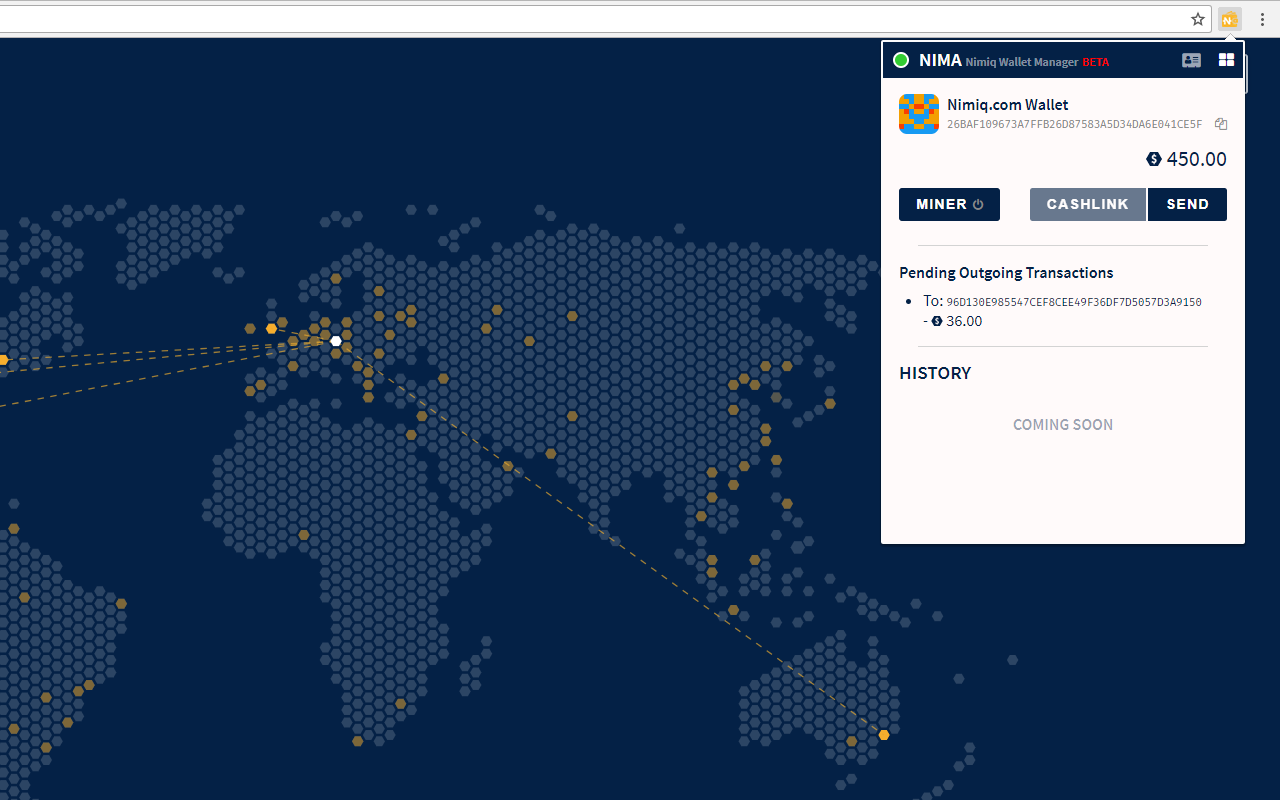 NIMA Nimiq Wallet Manager BETA
Nimiq.com Wallet
26BAF109673A7FFB26D87583A5D34DA6E041CE5F
450.00
MINER
CASHLINK
SEND
Pending Outgoing Transactions
• To: 96D130E985547CEF8CEE49F36DF7D5057D3A9150
- 36.00
HISTORY
COMING SOON